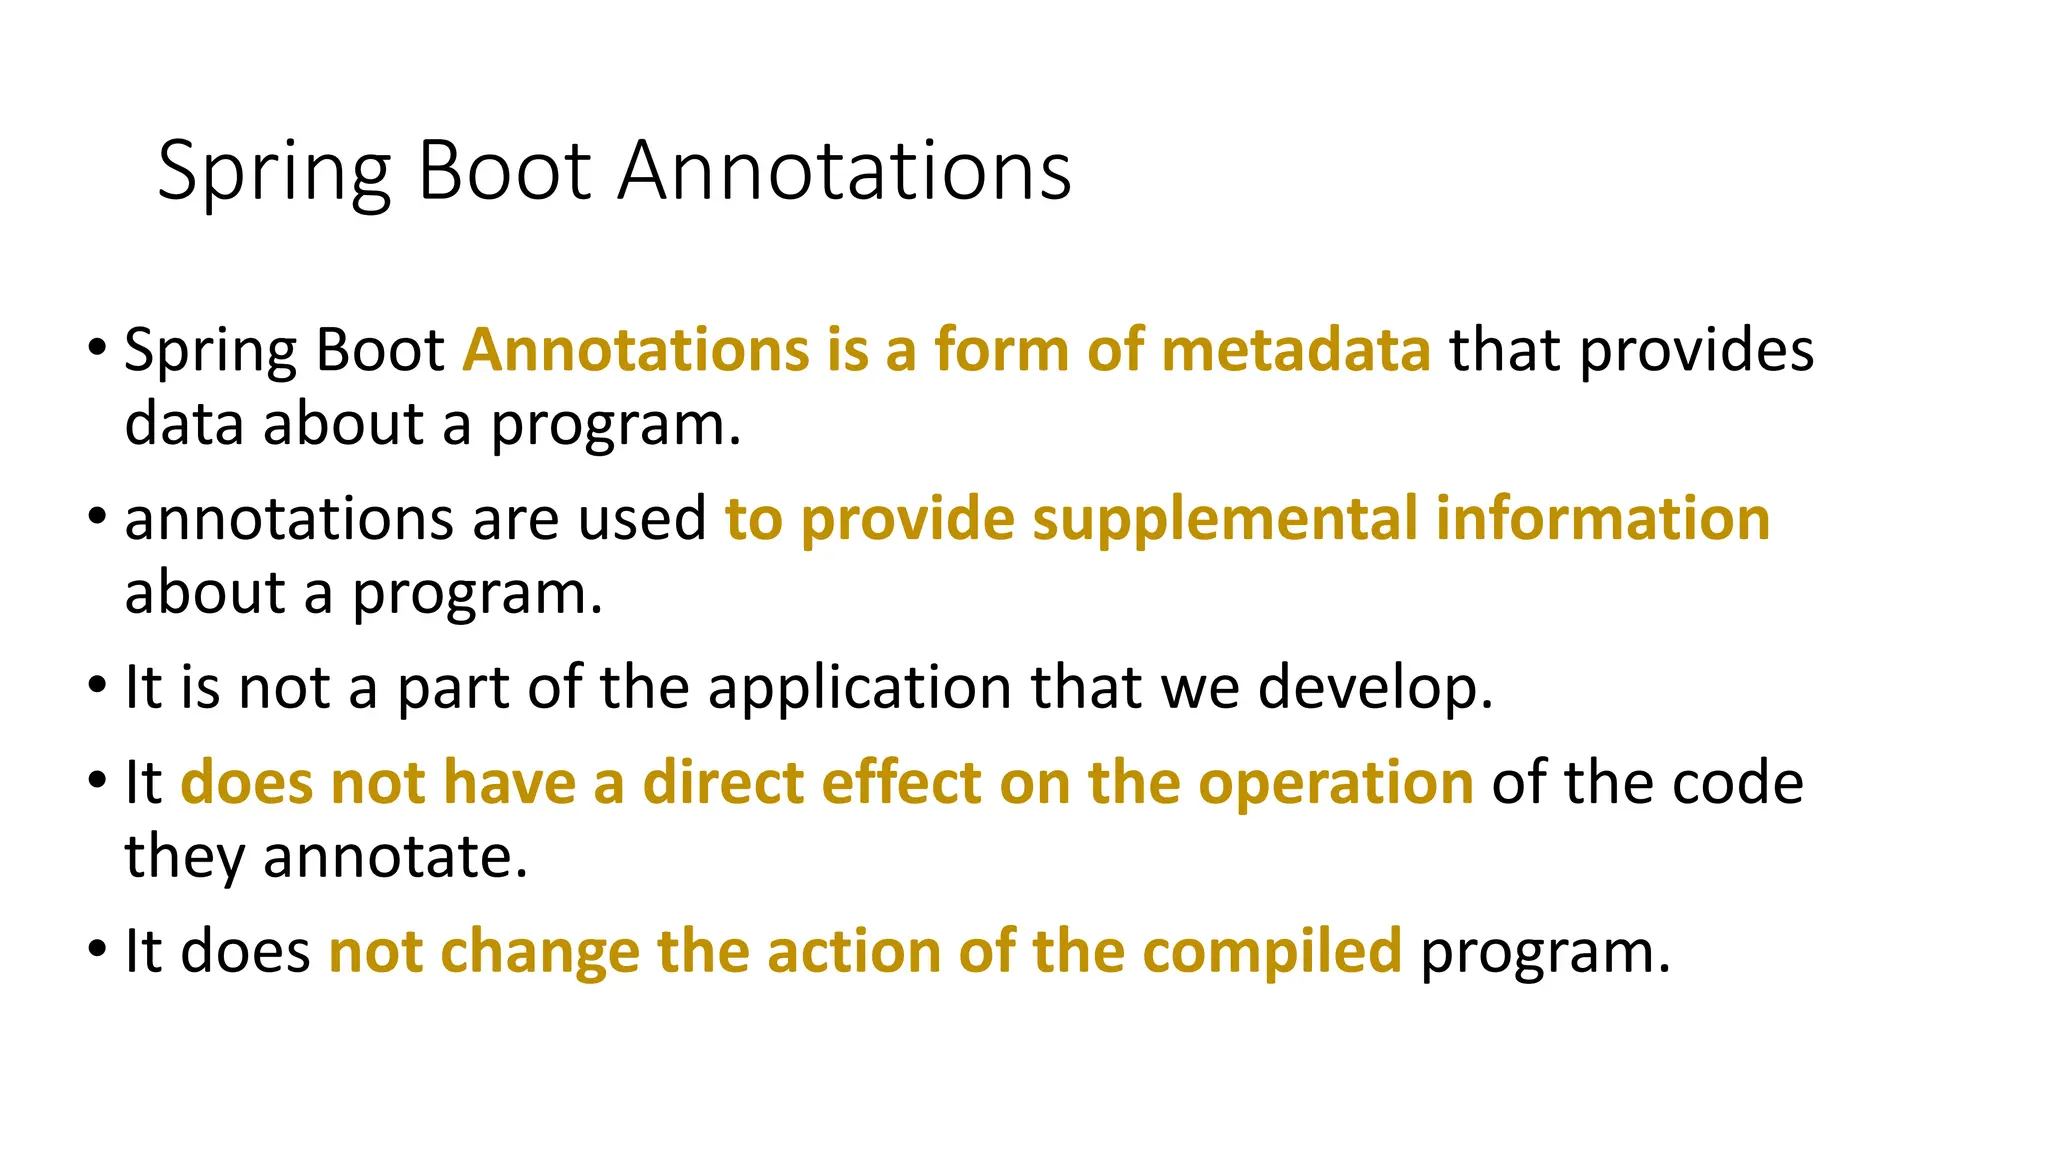 Spring Boot Annotations
• Spring Boot Annotations is a form of metadata that provides
data about a program.
• annotations are used to provide supplemental information
about a program.
• It is not a part of the application that we develop.
• It does not have a direct effect on the operation of the code
they annotate.
• It does not change the action of the compiled program.